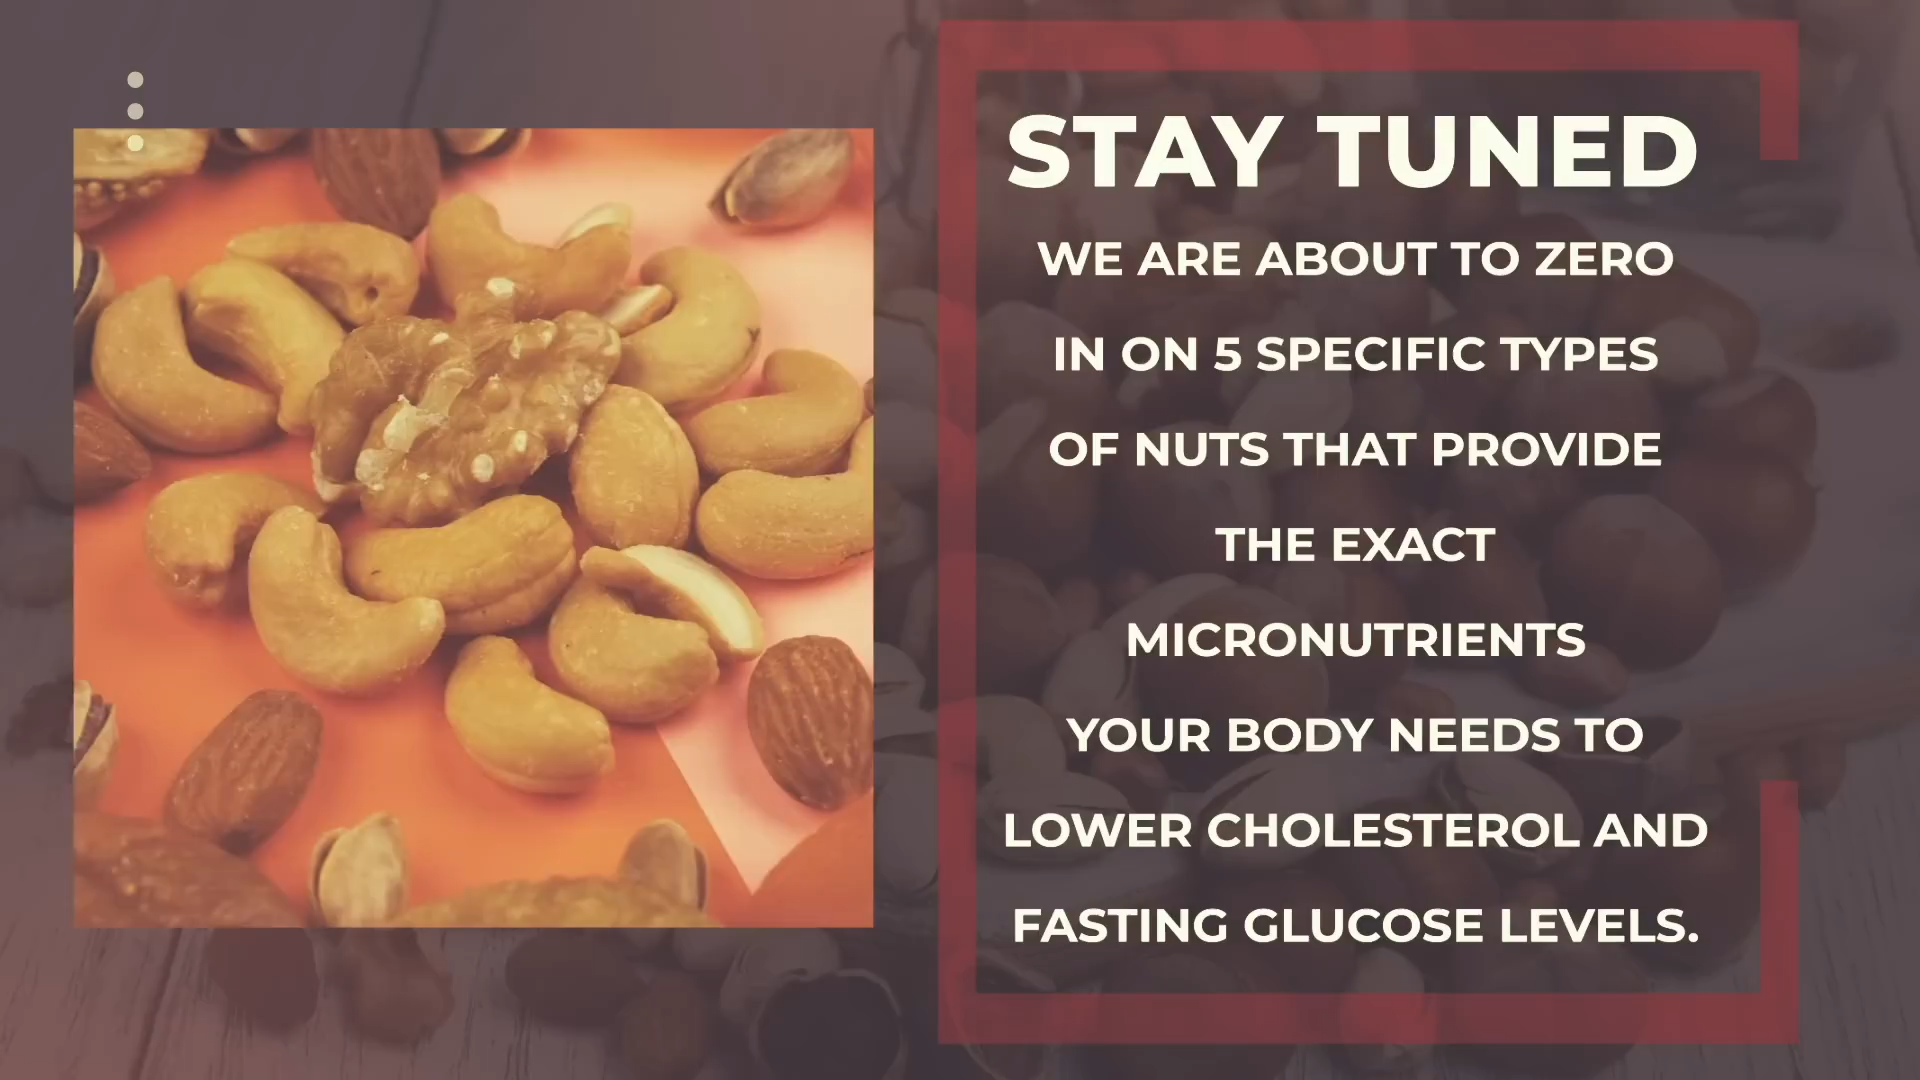 STAY TUNED
WE ARE ABOUT TO ZERO
IN ON 5 SPECIFIC TYPES
OF NUTS THAT PROVIDE
THE EXACT
MICRONUTRIENTS
YOUR BODY NEEDS TO
LOWER CHOLESTEROL AND
FASTING GLUCOSE LEVELS.